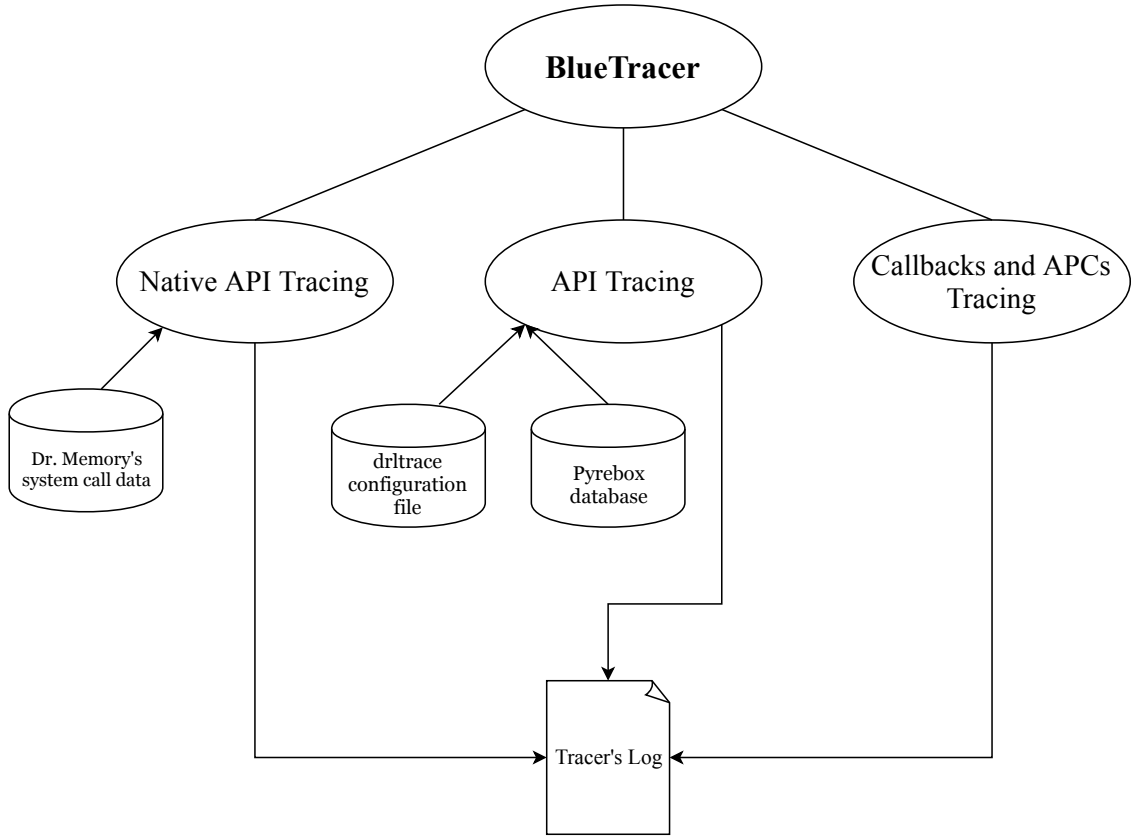 BlueTracer
Native API Tracing
API Tracing
Callbacks and APCs
Tracing
Dr. Memory's
system call data
drltrace
configuration
file
Pyrebox
database
Tracer's Log